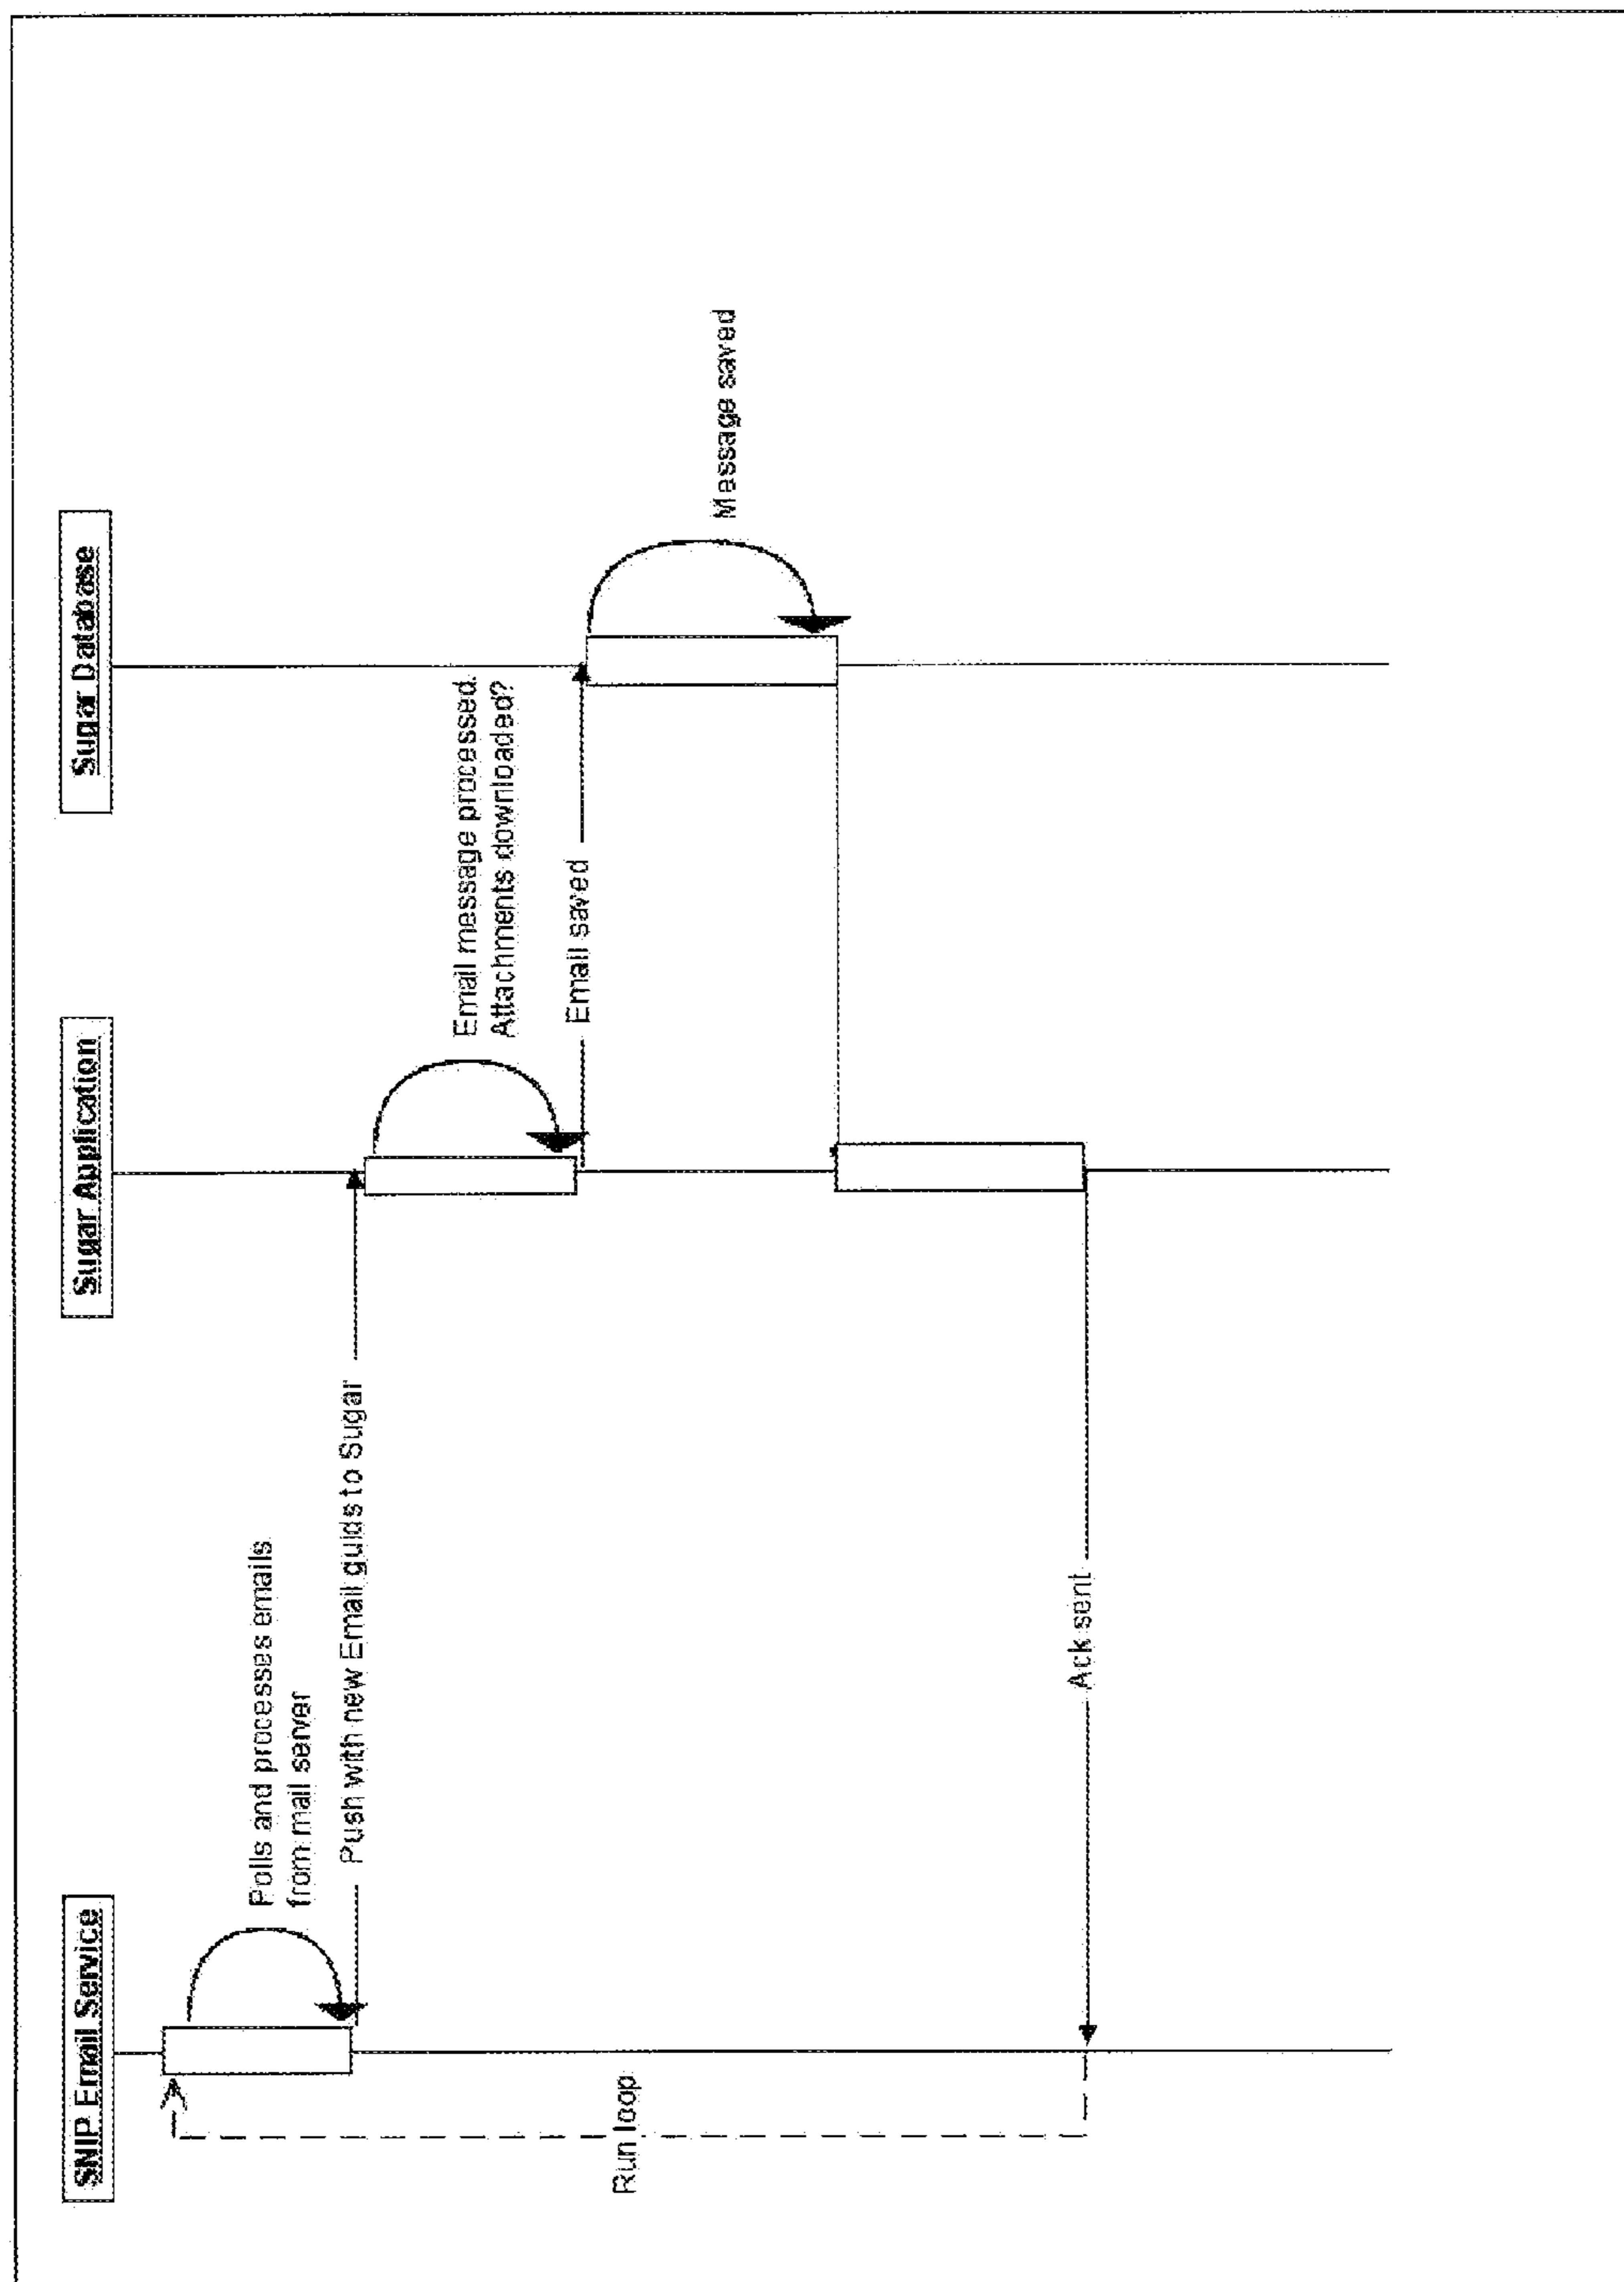 SNIP Email Service
Sugar Application
Sugar Database
Polls and processes emails
from mail server
Push with new Email guids to Sugar
Email message processed.
Attachments downloaded?
Email saved
Message saved
Run loop
Ack sent